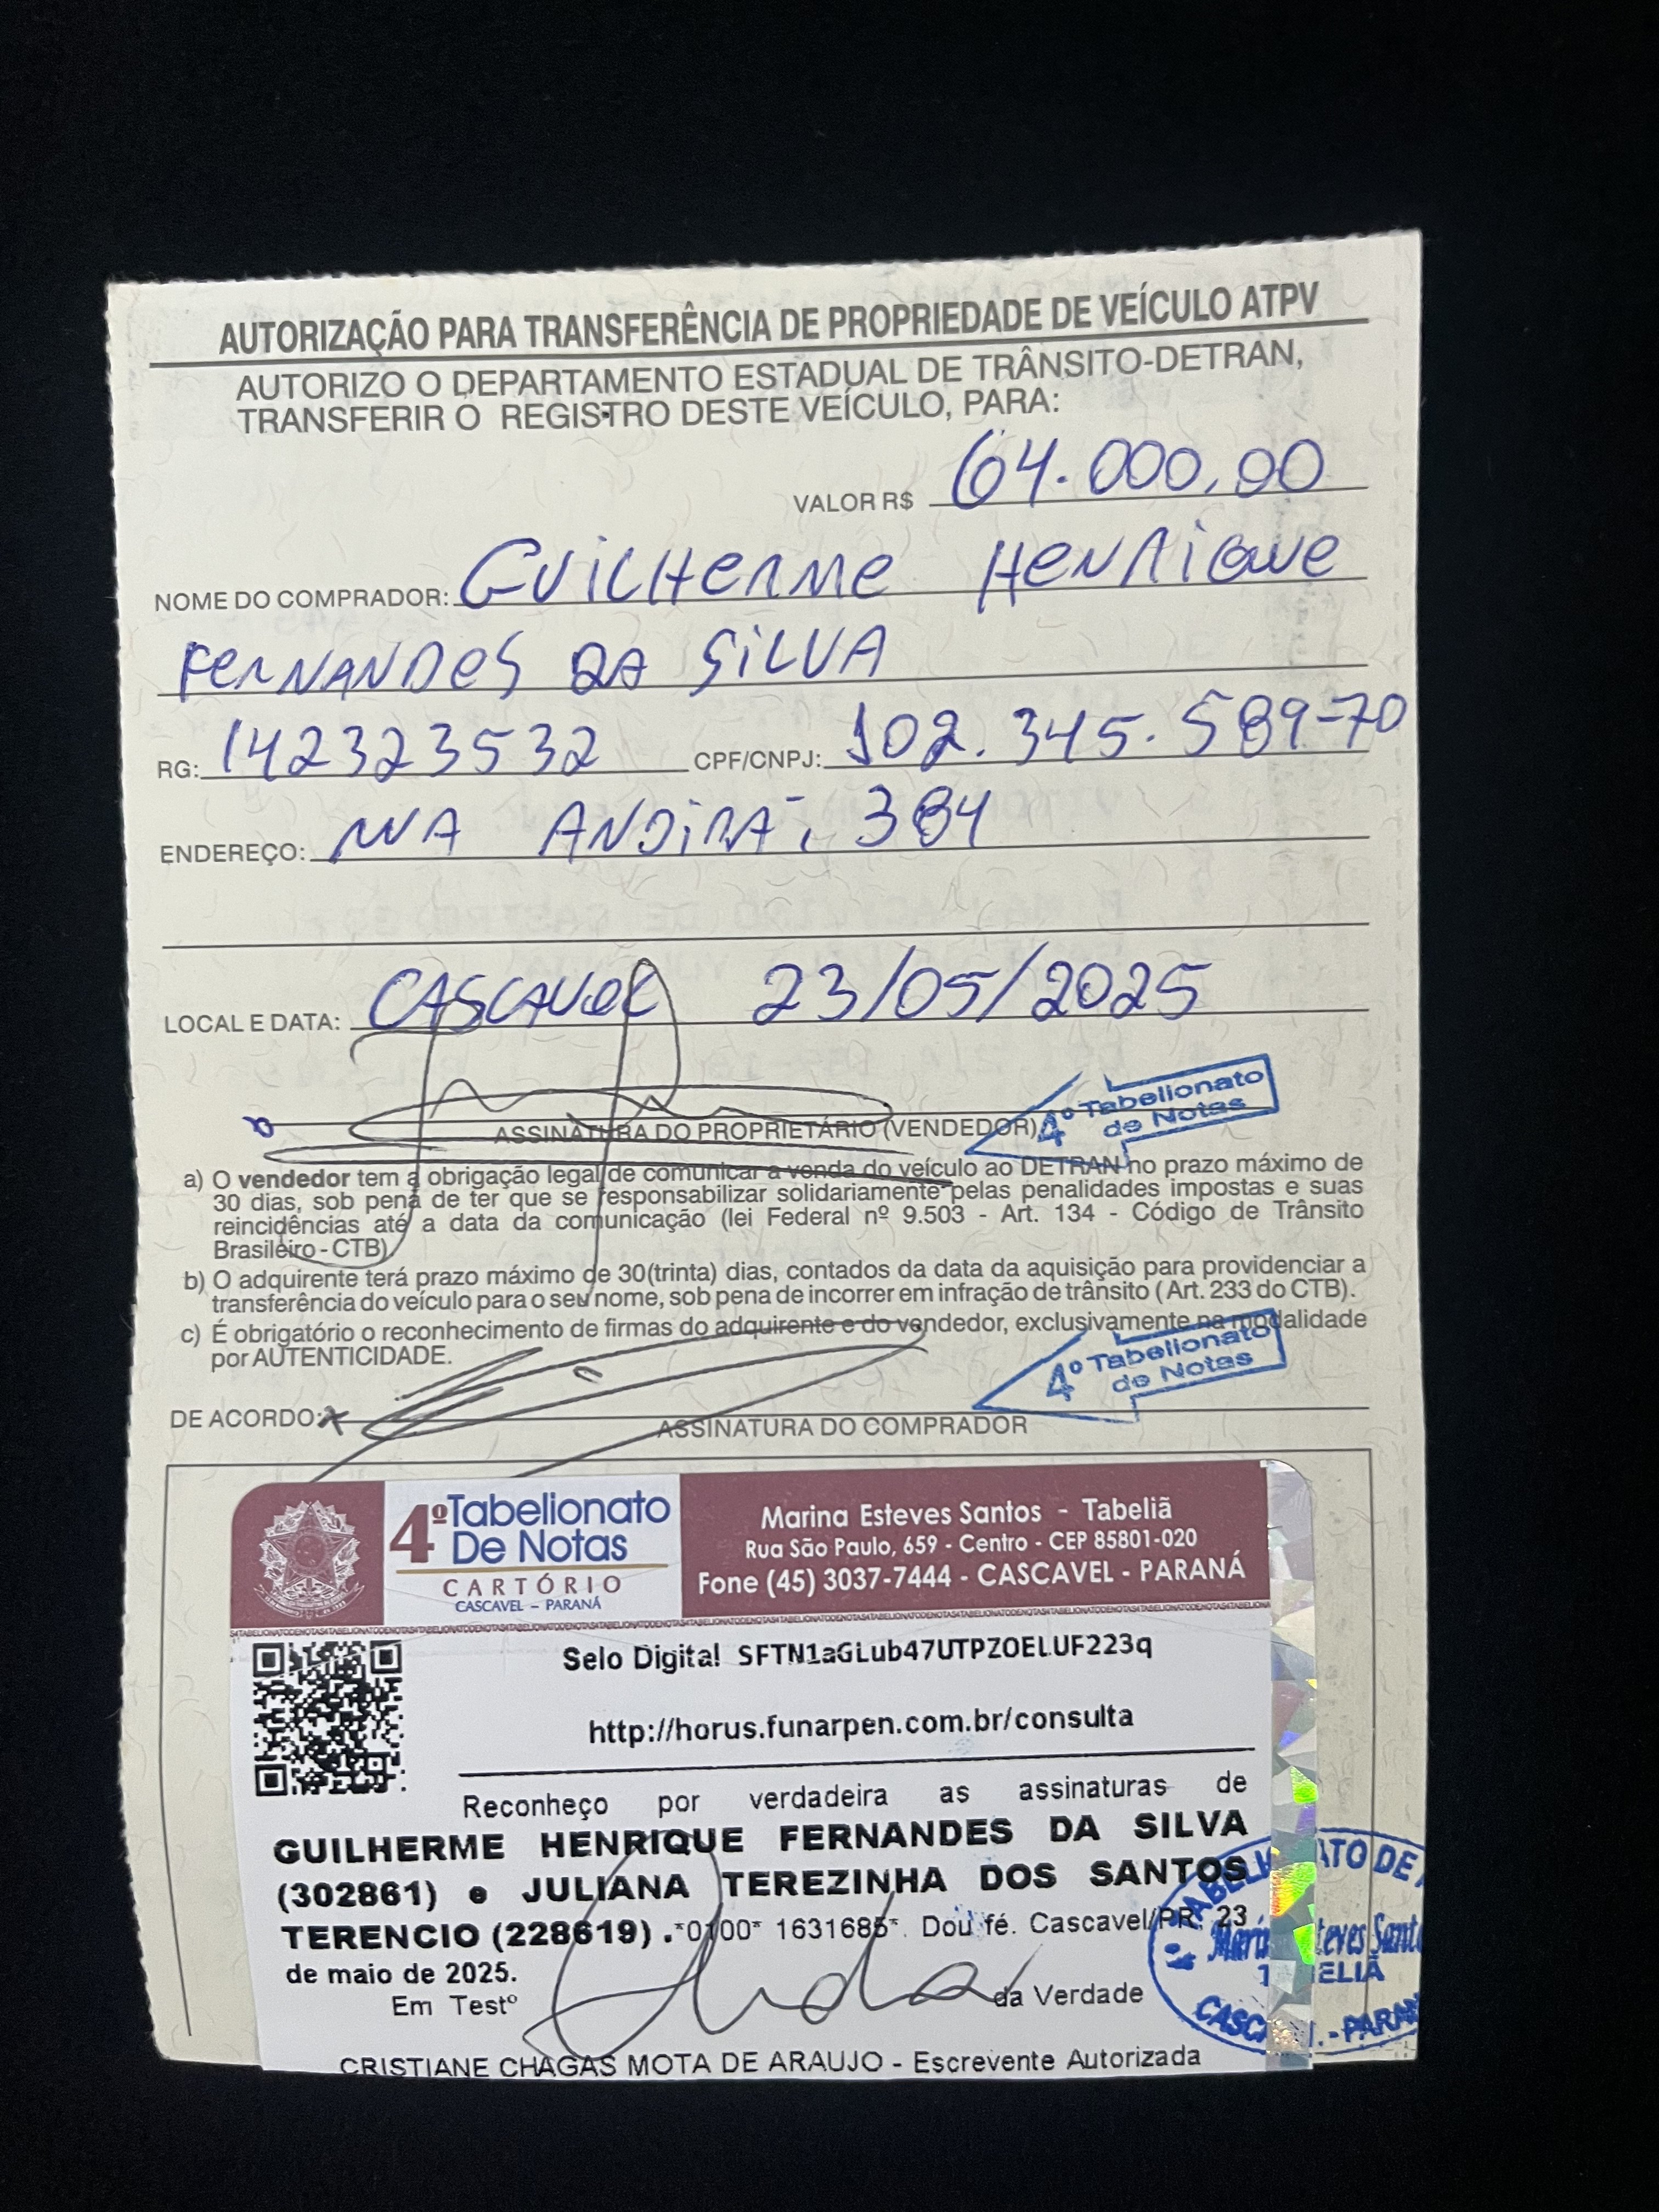 AUTORIZAÇÃO PARA TRANSFERÊNCIA DE PROPRIEDADE DE VEÍCULO ATPV
AUTORIZO O DEPARTAMENTO ESTADUAL DE TRÂNSITO-DETRAN,
TRANSFERIR O REGISTRO DESTE VEÍCULO, PARA:
VALOR R$ 64.000,00
NOME DO COMPRADOR: GUILHERME HENRIQUE
FERNANDES DA SILVA
RG: 142323532 CPF/CNPJ: 102.345.589-70
ENDEREÇO: RUA ANDIRÁ, 384
LOCAL E DATA: CASCAVEL 23/05/2025
ASSINATURA DO PROPRIETÁRIO (VENDEDOR)
4º Tabelionato
de Notas
a) O vendedor tem a obrigação legal de comunicar a venda do veículo ao DETRAN no prazo máximo de
30 dias, sob pena de ter que se responsabilizar solidariamente pelas penalidades impostas e suas
reincidências até a data da comunicação (lei Federal nº 9.503 - Art. 134 - Código de Trânsito
Brasileiro - CTB)
b) O adquirente terá prazo máximo de 30(trinta) dias, contados da data da aquisição para providenciar a
transferência do veículo para o seu nome, sob pena de incorrer em infração de trânsito ( Art. 233 do CTB).
c) É obrigatório o reconhecimento de firmas do adquirente e do vendedor, exclusivamente na modalidade
por AUTENTICIDADE.
4º Tabelionato
de Notas
DE ACORDO: X
ASSINATURA DO COMPRADOR
4º Tabelionato
De Notas
CARTÓRIO
CASCAVEL – PARANÁ
Marina Esteves Santos - Tabeliã
Rua São Paulo, 659 - Centro - CEP 85801-020
Fone (45) 3037-7444 - CASCAVEL - PARANÁ
Selo Digital SFTN1aGLub47UTPZOELUF223q
http://horus.funarpen.com.br/consulta
Reconheço por verdadeira as assinaturas de
GUILHERME HENRIQUE FERNANDES DA SILVA
(302861) e JULIANA TEREZINHA DOS SANTOS
TERENCIO (228619) .*0100* 1631685*. Dou fé. Cascavel/PR, 23
de maio de 2025.
Em Testº da Verdade
CRISTIANE CHAGAS MOTA DE ARAUJO - Escrevente Autorizada